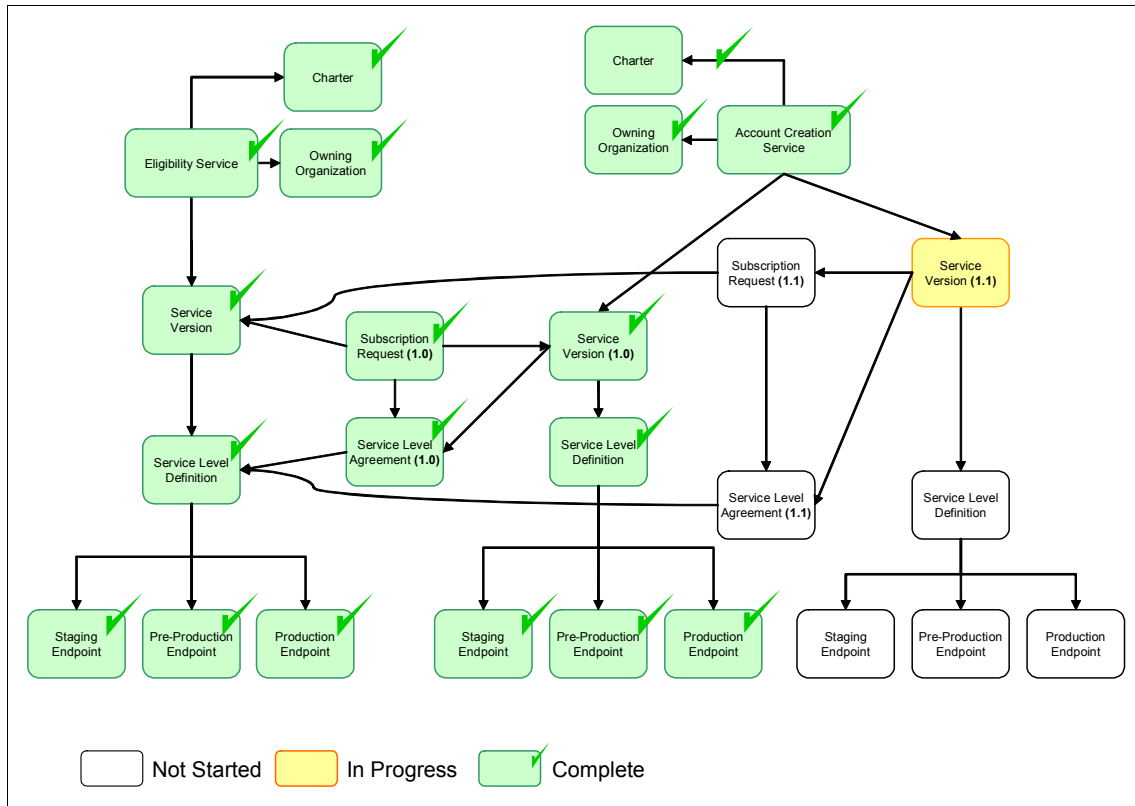 Charter
Charter
Eligibility Service
Owning
Organization
Owning
Organization
Account Creation
Service
Subscription
Request (1.1)
Service
Version (1.1)
Service
Version
Subscription
Request (1.0)
Service
Version (1.0)
Service Level
Definition
Service Level
Agreement (1.0)
Service Level
Definition
Service Level
Agreement (1.1)
Service Level
Definition
Staging
Endpoint
Pre-Production
Endpoint
Production
Endpoint
Staging
Endpoint
Pre-Production
Endpoint
Production
Endpoint
Staging
Endpoint
Pre-Production
Endpoint
Production
Endpoint
Not Started
In Progress
Complete